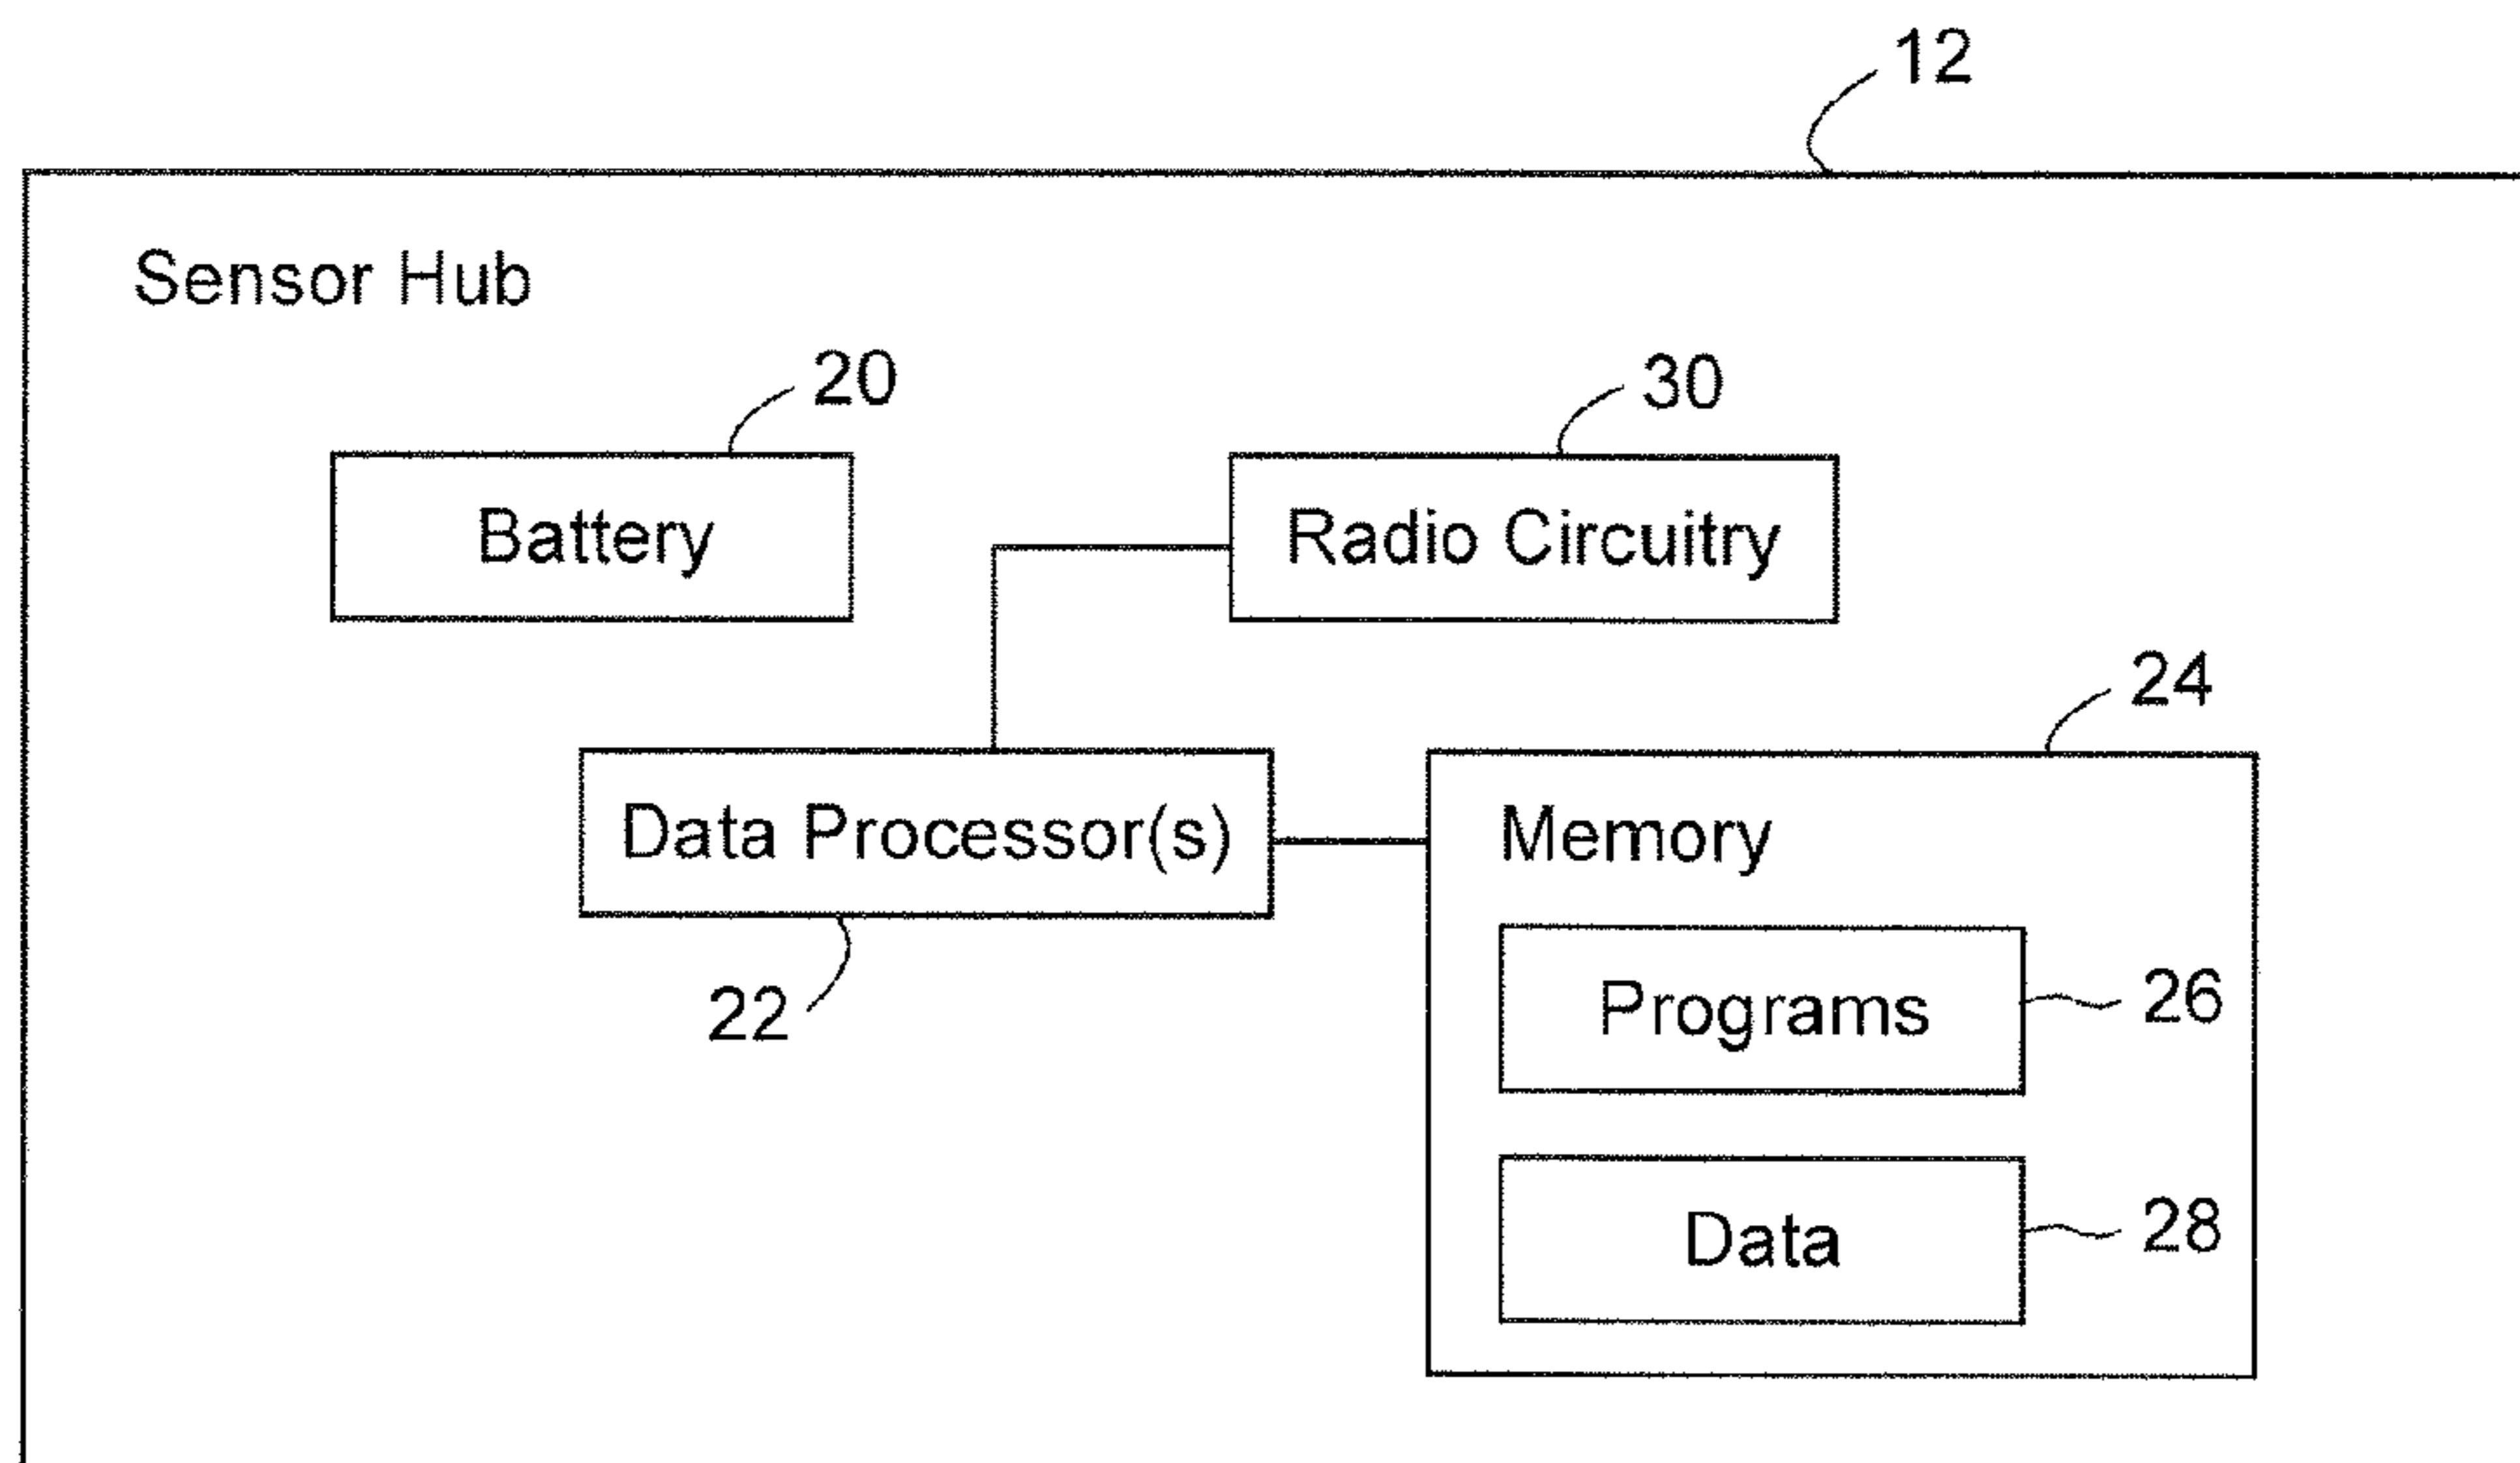 12
Sensor Hub
20
30
Battery
Radio Circuitry
24
Data Processor(s)
Memory
22
Programs
26
Data
28